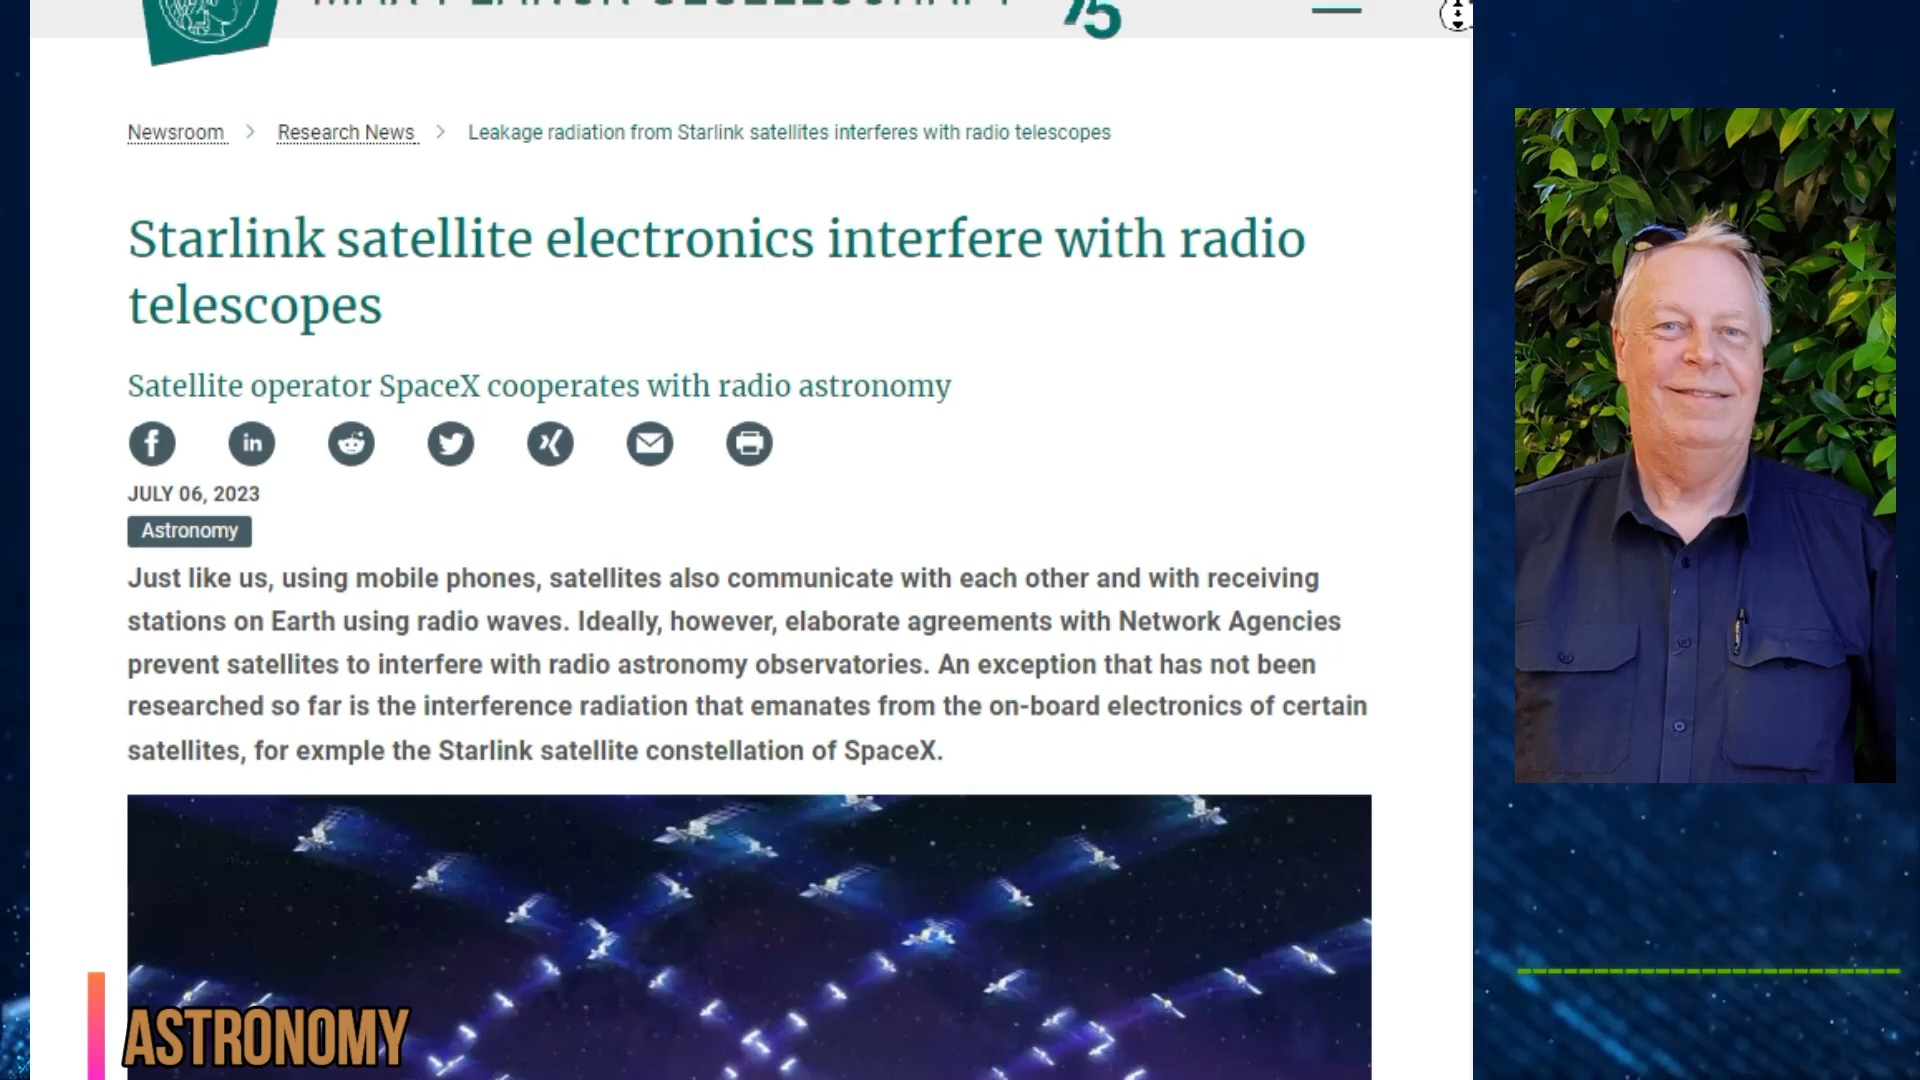 75
Newsroom > Research News > Leakage radiation from Starlink satellites interferes with radio telescopes
Starlink satellite electronics interfere with radio
telescopes
Satellite operator SpaceX cooperates with radio astronomy
JULY 06, 2023
Astronomy
Just like us, using mobile phones, satellites also communicate with each other and with receiving
stations on Earth using radio waves. Ideally, however, elaborate agreements with Network Agencies
prevent satellites to interfere with radio astronomy observatories. An exception that has not been
researched so far is the interference radiation that emanates from the on-board electronics of certain
satellites, for exmple the Starlink satellite constellation of SpaceX.
ASTRONOMY